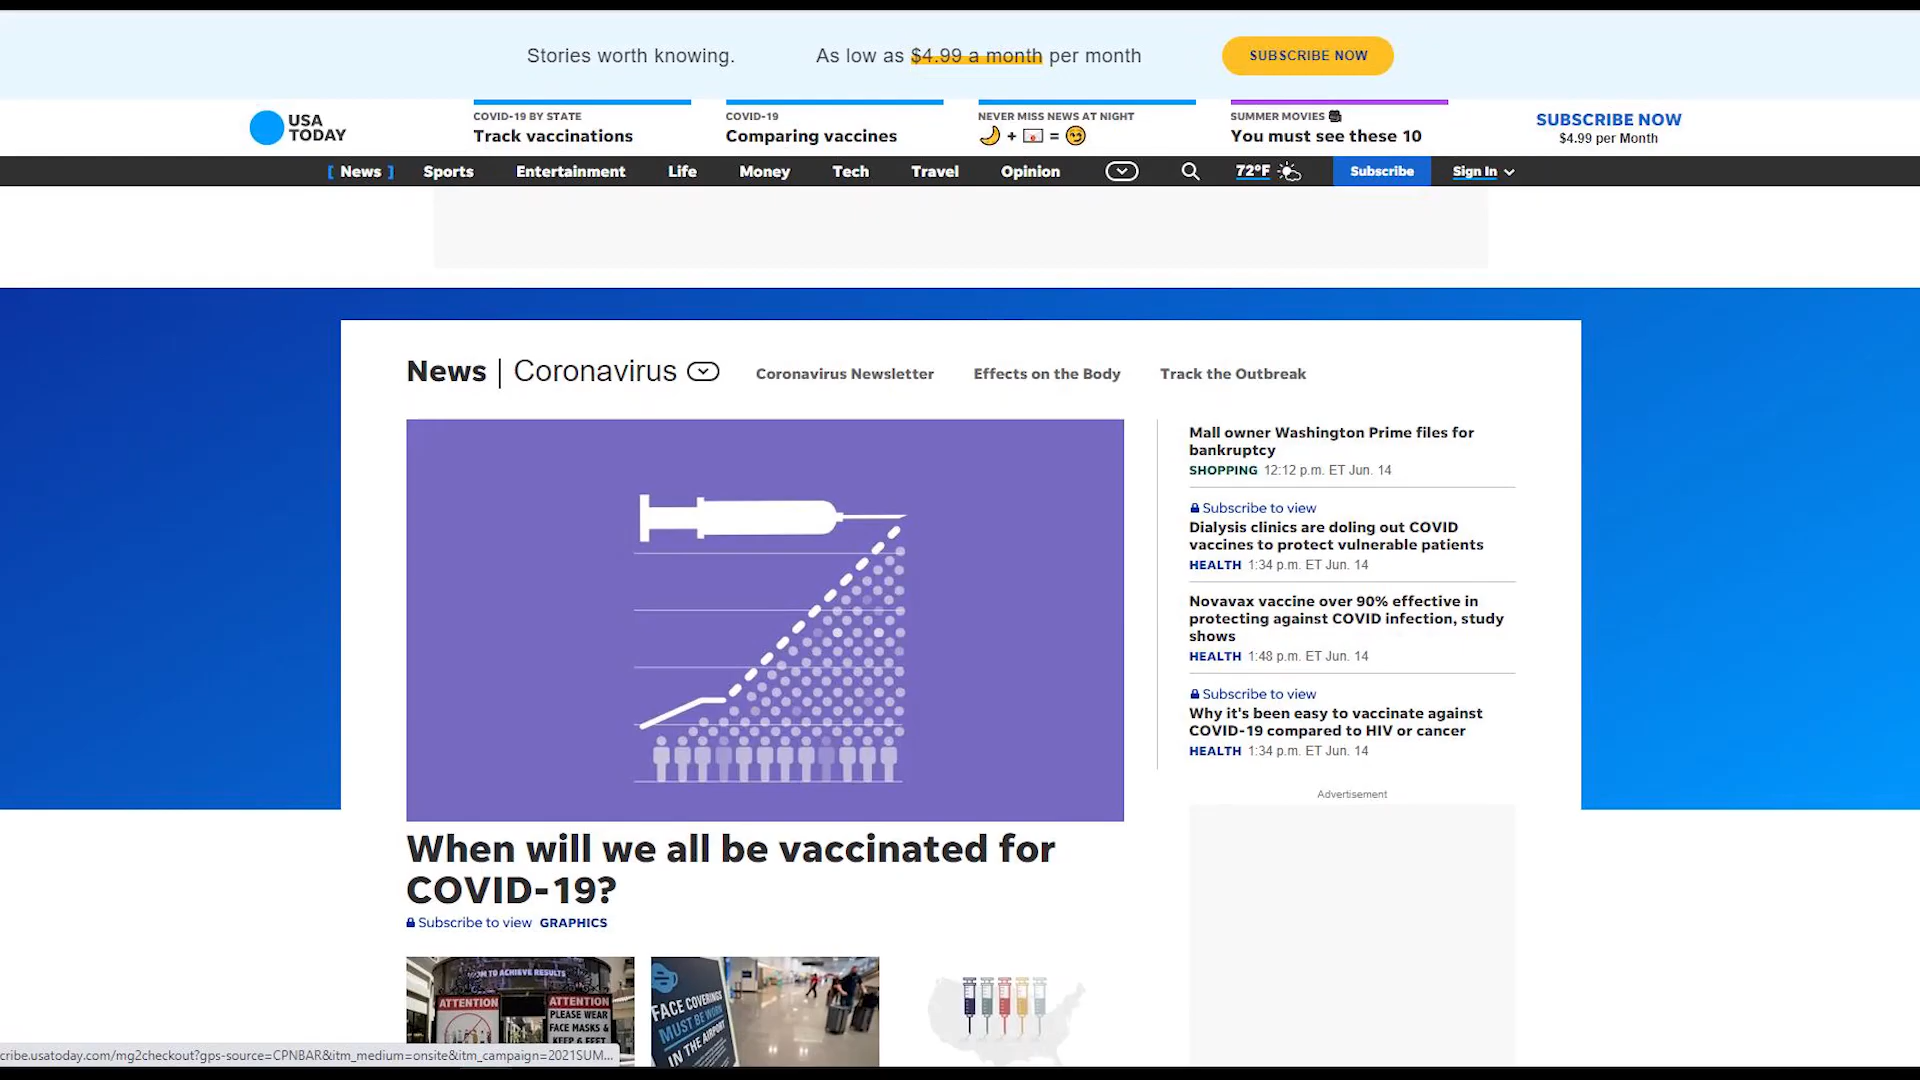 Stories worth knowing.
As low as $4.99 a month per month
SUBSCRIBE NOW
USA
TODAY
COVID-19 BY STATE
Track vaccinations
COVID-19
Comparing vaccines
NEVER MISS NEWS AT NIGHT
+ =
SUMMER MOVIES
You must see these 10
SUBSCRIBE NOW
$4.99 per Month
[ News ] Sports Entertainment Life Money Tech Travel Opinion 72°F Subscribe Sign In
News | Coronavirus
Coronavirus Newsletter
Effects on the Body
Track the Outbreak
Mall owner Washington Prime files for
bankruptcy
SHOPPING 12:12 p.m. ET Jun. 14
Subscribe to view
Dialysis clinics are doling out COVID
vaccines to protect vulnerable patients
HEALTH 1:34 p.m. ET Jun. 14
Novavax vaccine over 90% effective in
protecting against COVID infection, study
shows
HEALTH 1:48 p.m. ET Jun. 14
Subscribe to view
Why it's been easy to vaccinate against
COVID-19 compared to HIV or cancer
HEALTH 1:34 p.m. ET Jun. 14
Advertisement
When will we all be vaccinated for
COVID-19?
Subscribe to view GRAPHICS
TO ACHIEVE RESULTS
ATTENTION
ATTENTION
PLEASE WEAR
FACE MASKS &
KEEP 6 FEET
FACE COVERINGS
MUST BE WORN
IN THE AIRPORT
cribe.usatoday.com/mg2checkout?gps-source=CPNBAR&itm_medium=onsite&itm_campaign=2021SUM...